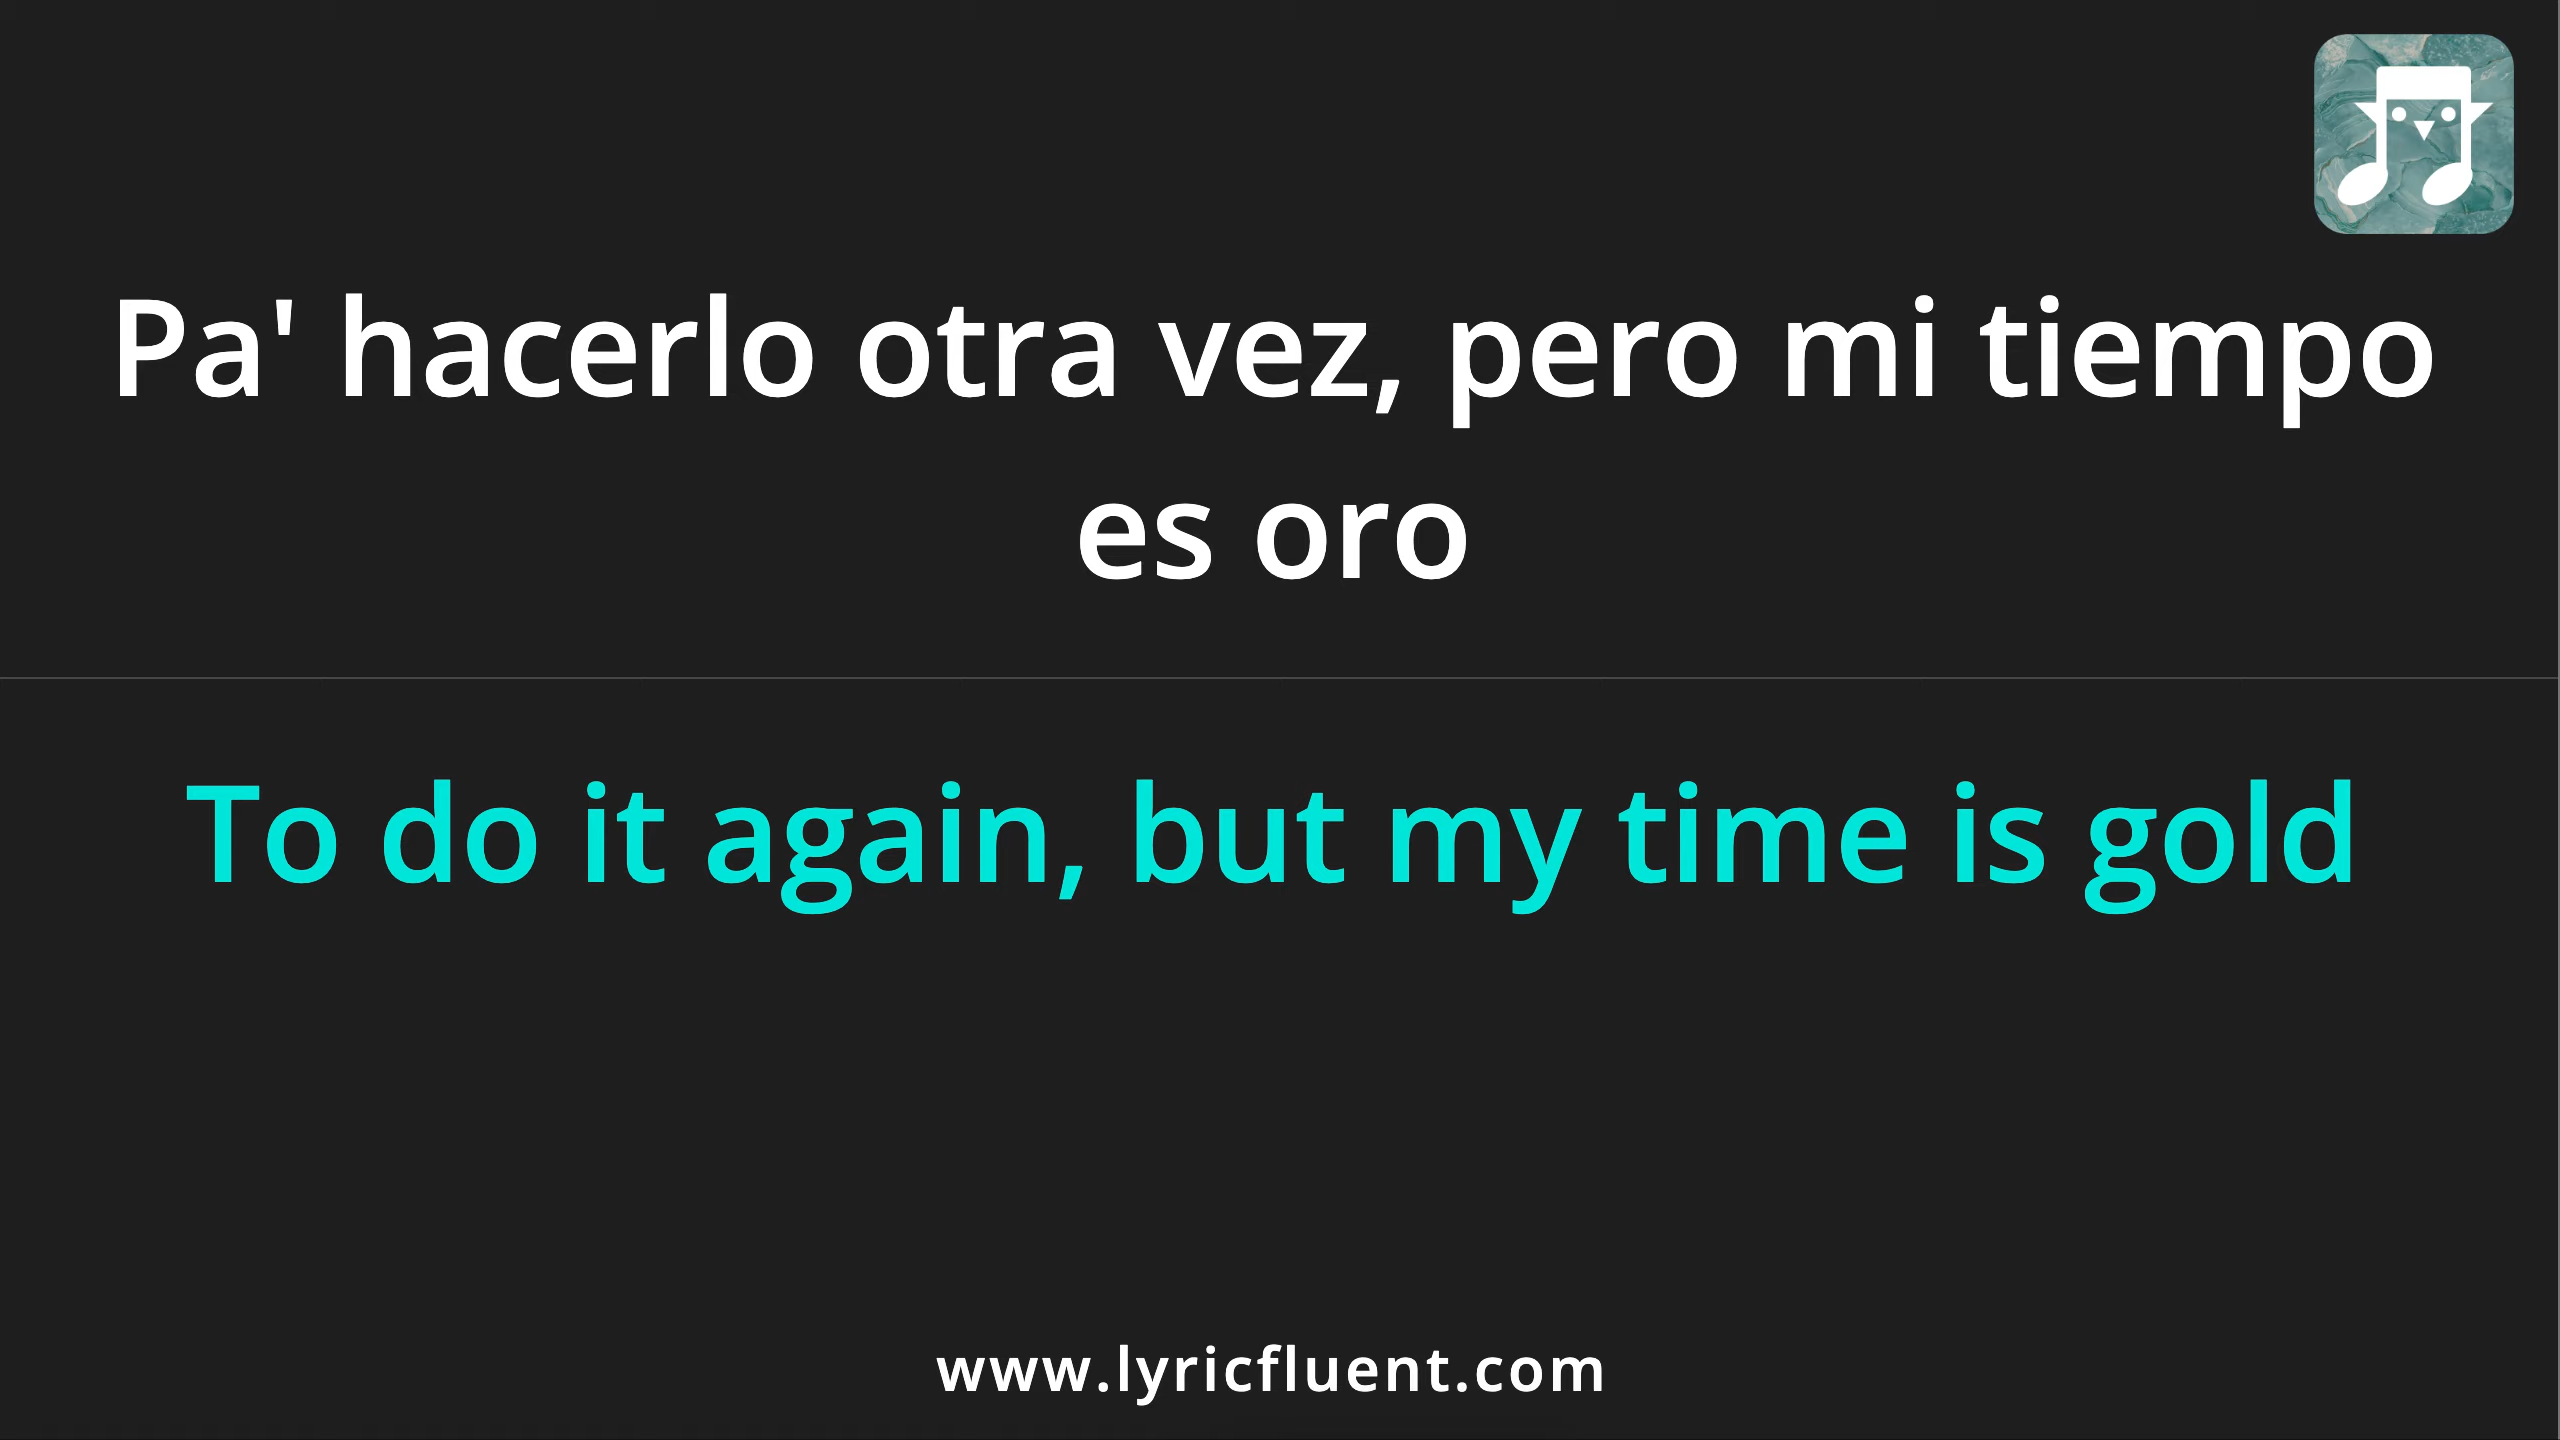 Pa' hacerlo otra vez, pero mi tiempo
es oro
To do it again, but my time is gold
www.lyricfluent.com